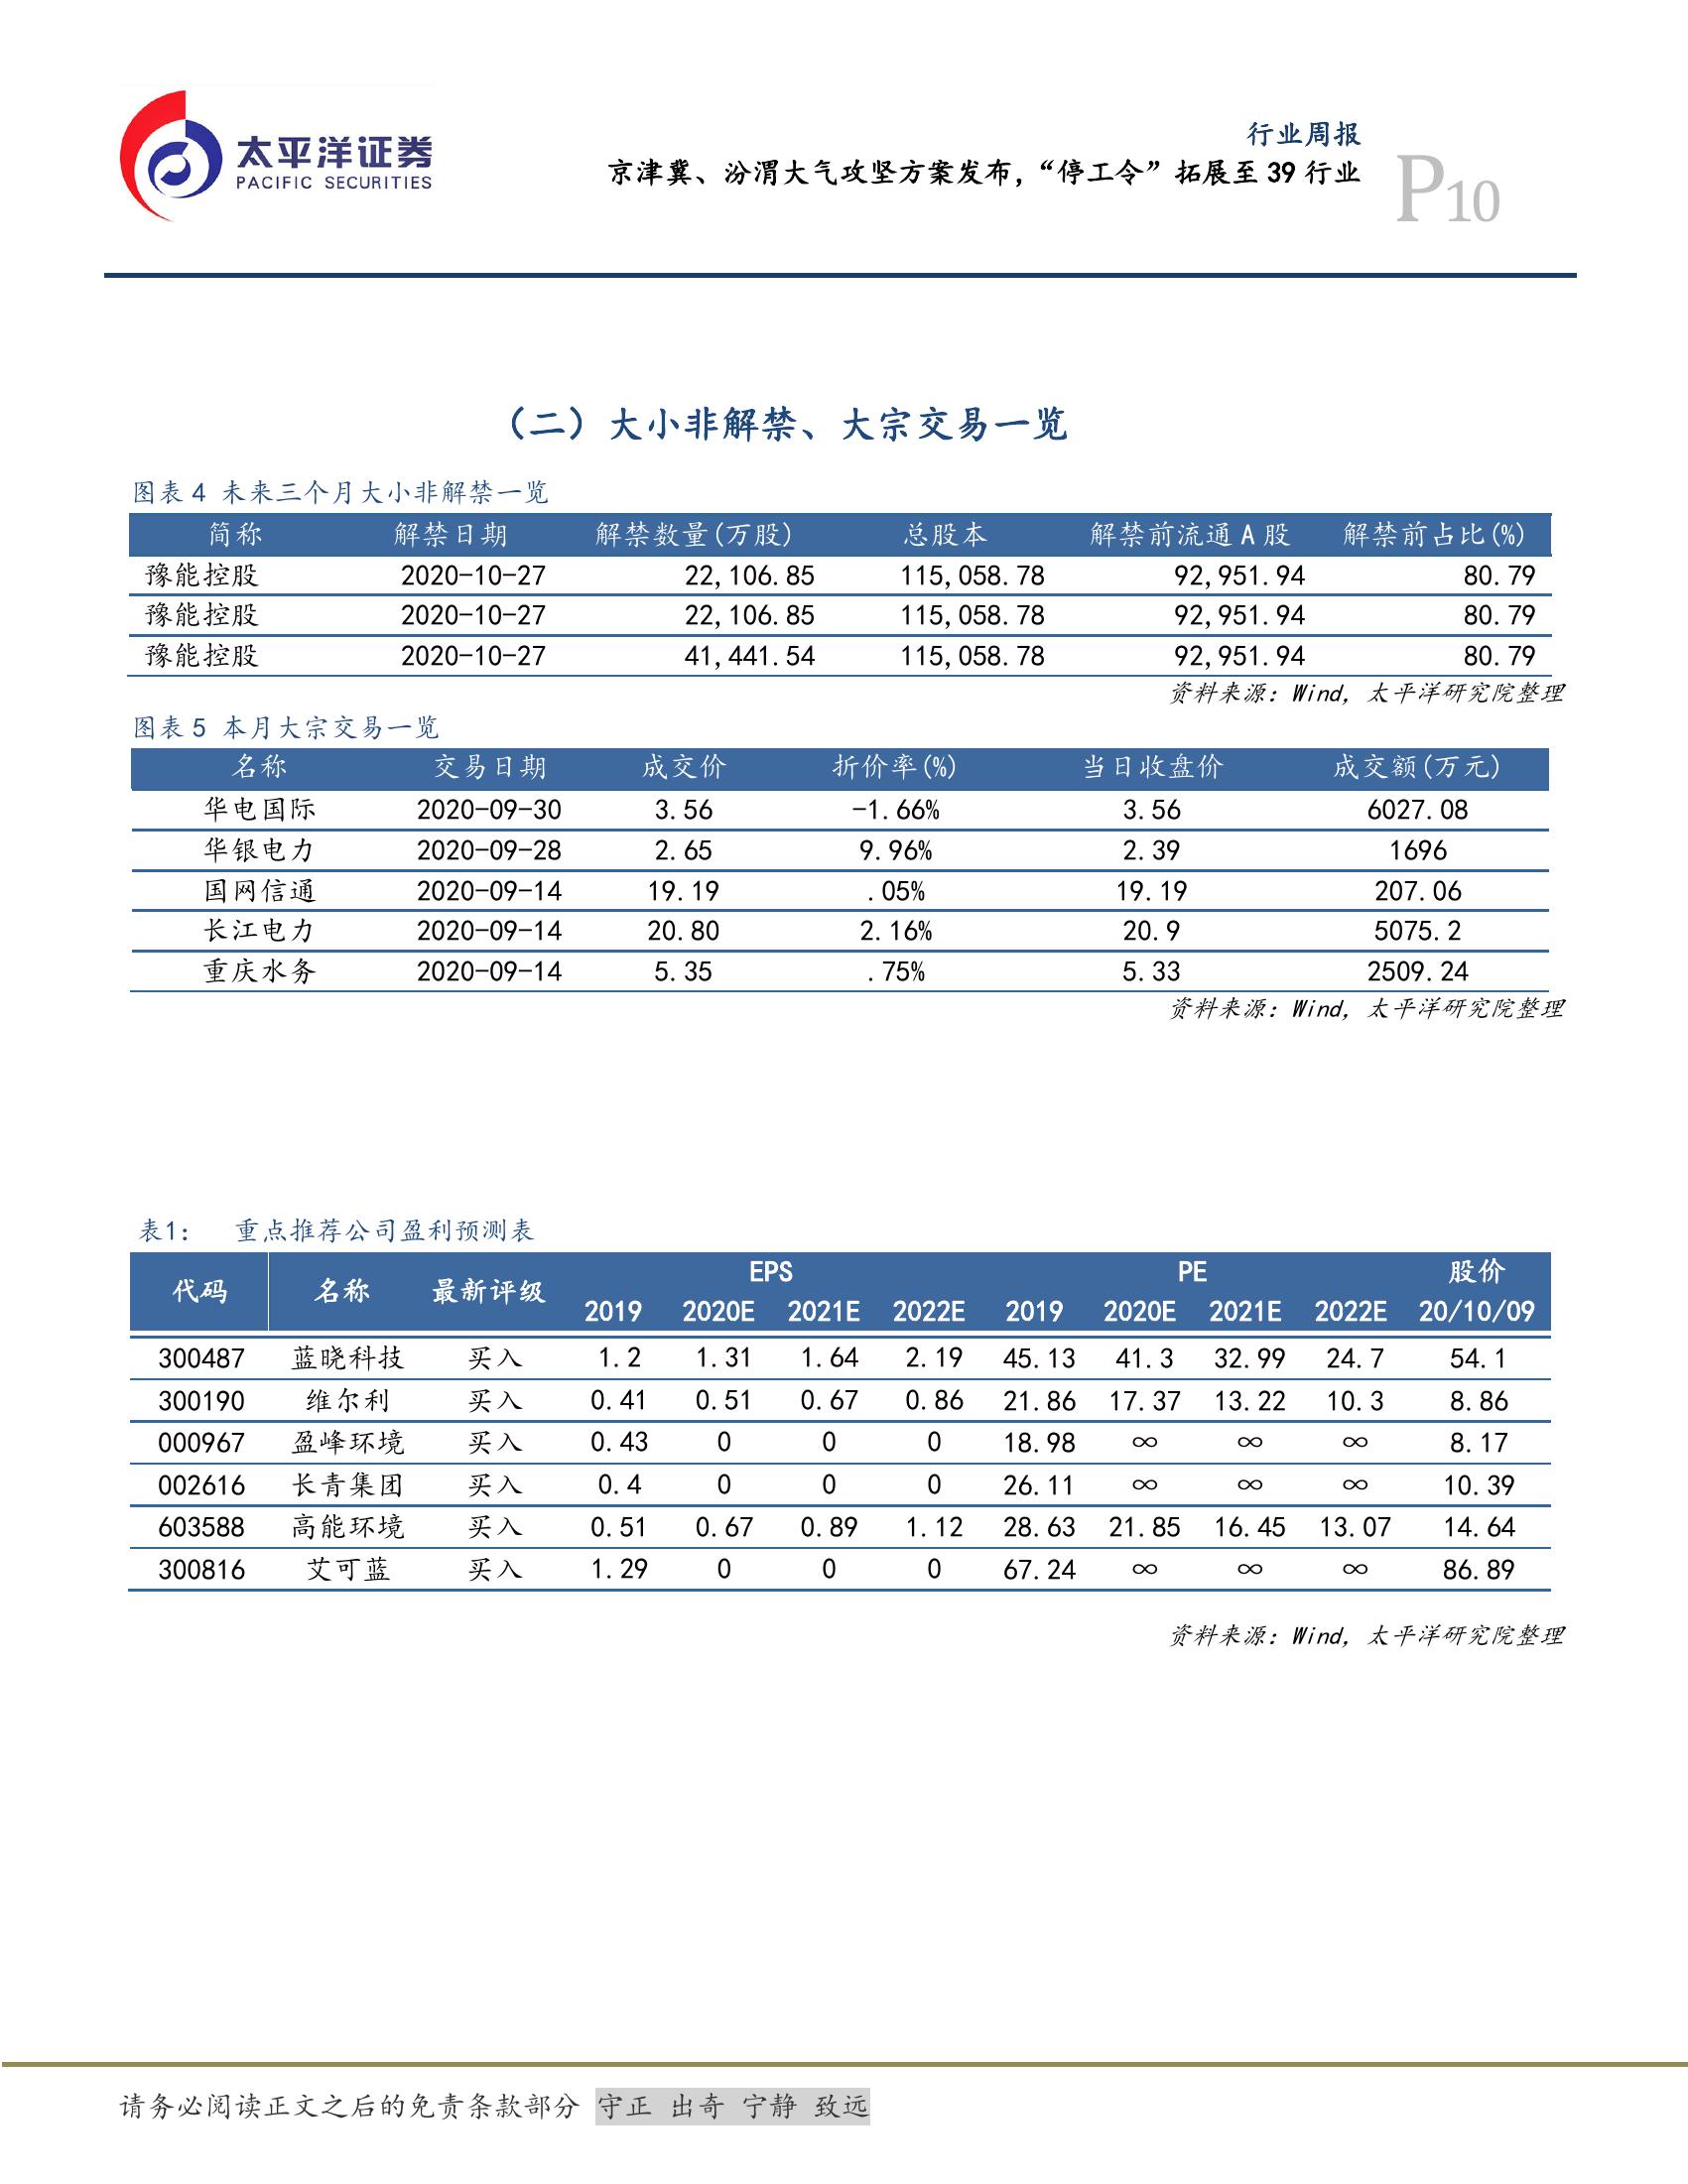 太平洋证券
PACIFIC SECURITIES
行业周报
京津冀、汾渭大气攻坚方案发布，“停工令”拓展至 39 行业
P10
（二）大小非解禁、大宗交易一览
图表 4 未来三个月大小非解禁一览
简称 解禁日期 解禁数量(万股) 总股本 解禁前流通 A 股 解禁前占比(%)
豫能控股 2020-10-27 22,106.85 115,058.78 92,951.94 80.79
豫能控股 2020-10-27 22,106.85 115,058.78 92,951.94 80.79
豫能控股 2020-10-27 41,441.54 115,058.78 92,951.94 80.79
资料来源：Wind，太平洋研究院整理
图表 5 本月大宗交易一览
名称 交易日期 成交价 折价率(%) 当日收盘价 成交额(万元)
华电国际 2020-09-30 3.56 -1.66% 3.56 6027.08
华银电力 2020-09-28 2.65 9.96% 2.39 1696
国网信通 2020-09-14 19.19 .05% 19.19 207.06
长江电力 2020-09-14 20.80 2.16% 20.9 5075.2
重庆水务 2020-09-14 5.35 .75% 5.33 2509.24
资料来源：Wind，太平洋研究院整理
表1： 重点推荐公司盈利预测表
代码 名称 最新评级 EPS PE 股价
2019 2020E 2021E 2022E 2019 2020E 2021E 2022E 20/10/09
300487 蓝晓科技 买入 1.2 1.31 1.64 2.19 45.13 41.3 32.99 24.7 54.1
300190 维尔利 买入 0.41 0.51 0.67 0.86 21.86 17.37 13.22 10.3 8.86
000967 盈峰环境 买入 0.43 0 0 0 18.98 ∞ ∞ ∞ 8.17
002616 长青集团 买入 0.4 0 0 0 26.11 ∞ ∞ ∞ 10.39
603588 高能环境 买入 0.51 0.67 0.89 1.12 28.63 21.85 16.45 13.07 14.64
300816 艾可蓝 买入 1.29 0 0 0 67.24 ∞ ∞ ∞ 86.89
资料来源：Wind，太平洋研究院整理
请务必阅读正文之后的免责条款部分 守正 出奇 宁静 致远